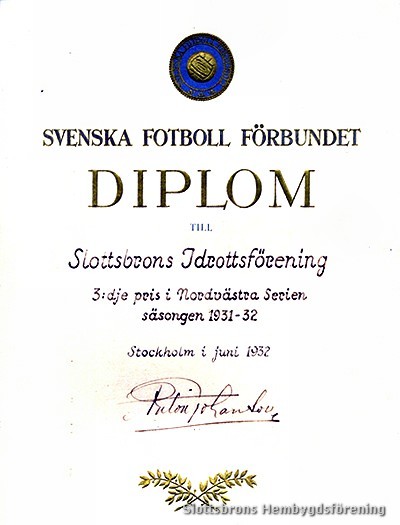 SVENSKA FOTBOLL FÖRBUNDET
DIPLOM
TILL
Slottsbrons Idrottsförening
3:dje pris i Nordvästra Serien
säsongen 1931-32
Stockholm i juni 1932
Anton Johanson
Slottsbrons Hembygdsförening